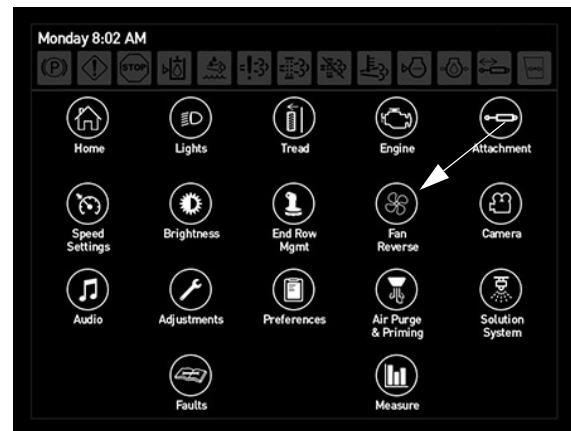 Monday 8:02 AM
(P) STOP
Home Lights Tread Engine Attachment
Speed Settings
Brightness
End Row Mgmt
Fan Reverse
Camera
Audio
Adjustments
Preferences
Air Purge & Priming
Solution System
Faults Measure